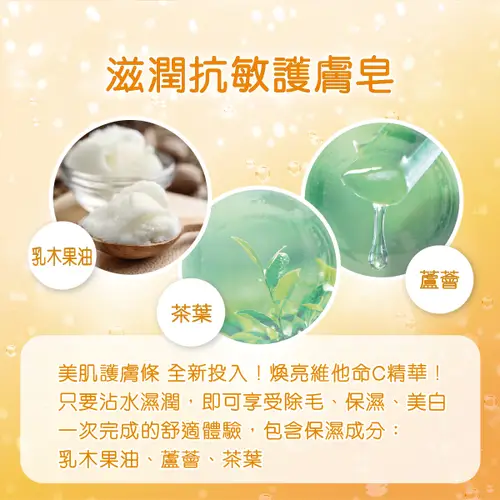 滋潤抗敏護膚皂
乳木果油
茶葉
蘆薈
美肌護膚條 全新投入！煥亮維他命C精華！
只要沾水濕潤，即可享受除毛、保濕、美白
一次完成的舒適體驗，包含保濕成分：
乳木果油、蘆薈、茶葉